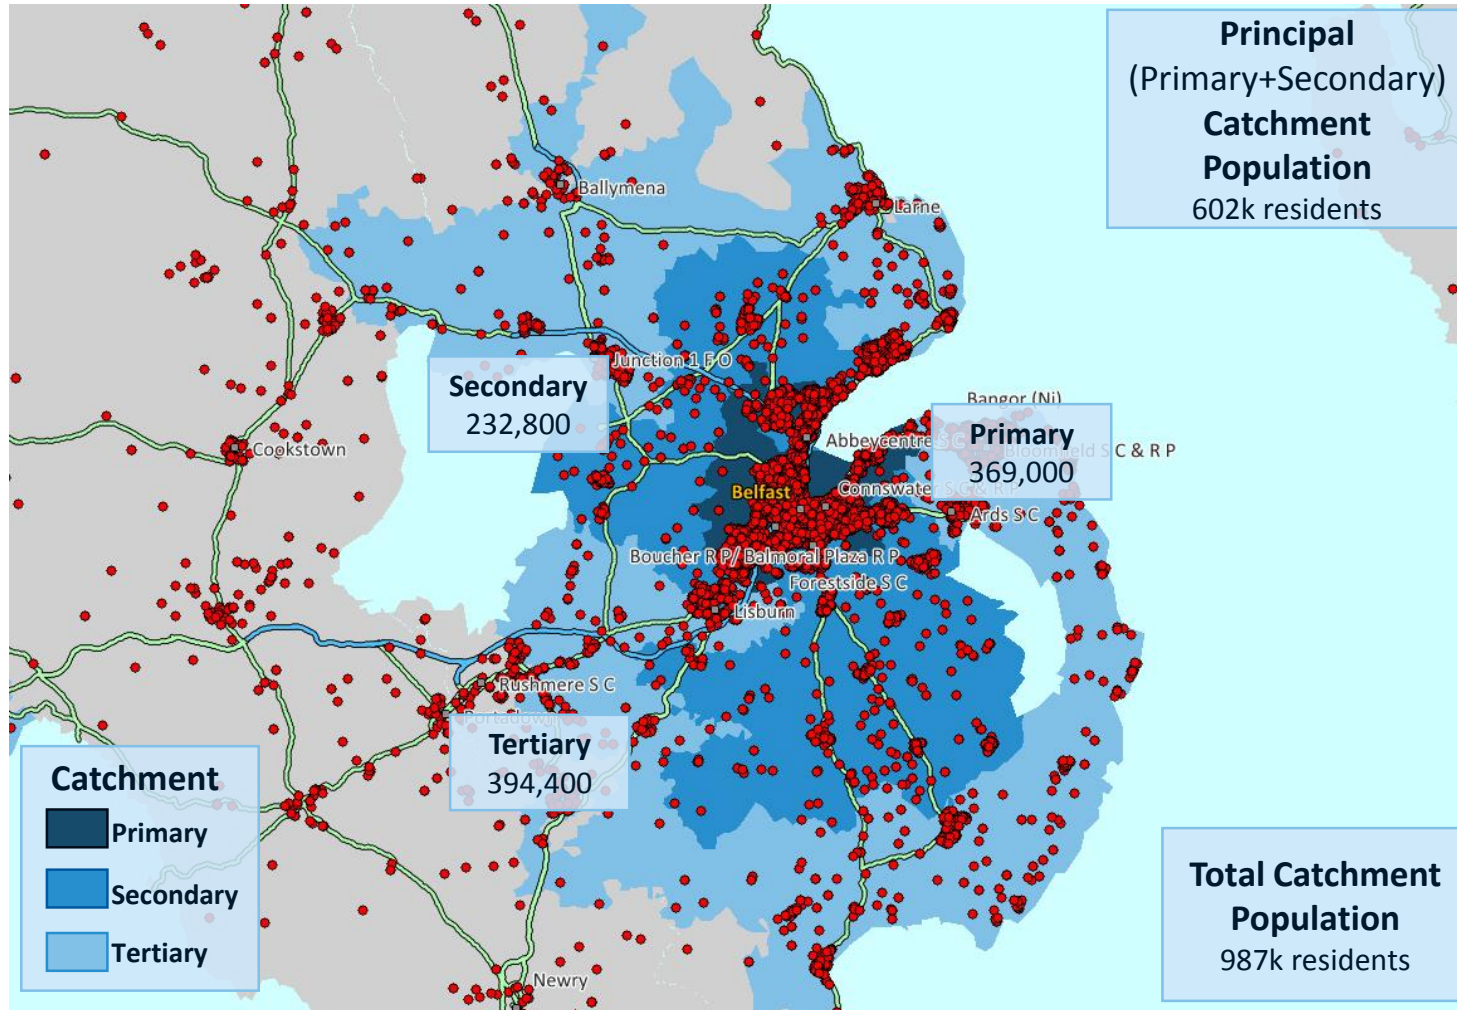 Principal
(Primary+Secondary)
Catchment
Population
602k residents
Ballymena
Larne
Junction 1 F O
Secondary
232,800
Bangor (Ni)
Abbeycentre S C
Primary
369,000
Bloomfield S C & R P
Cookstown
Belfast
Connswater S C & R P
Ards S C
Boucher R P/ Balmoral Plaza R P
Forestside S C
Lisburn
Rushmere S C
Portadown
Tertiary
394,400
Catchment
Primary
Secondary
Tertiary
Newry
Total Catchment
Population
987k residents